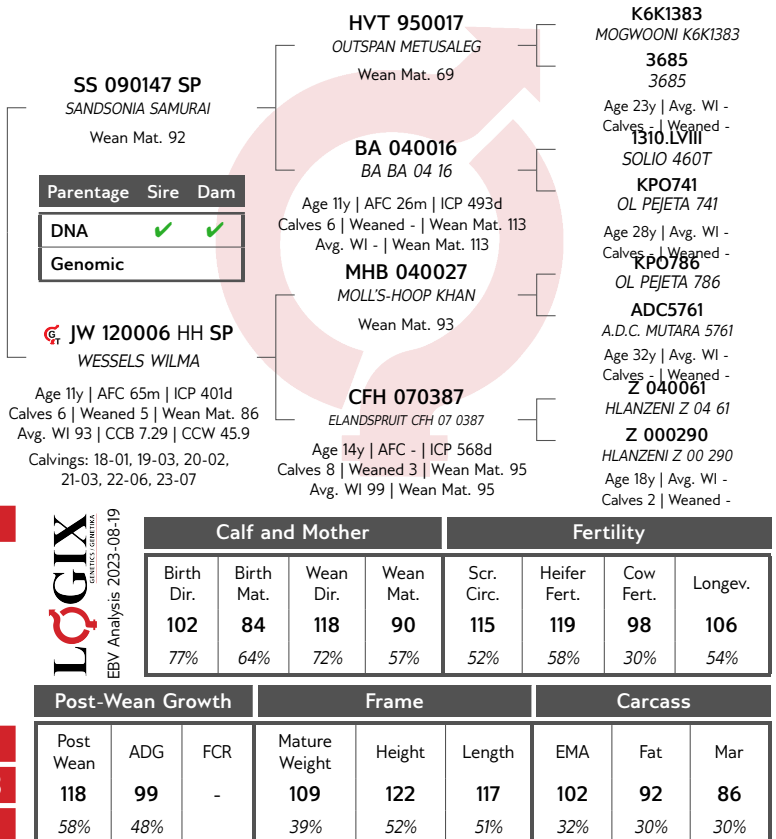 HVT 950017
OUTSPAN METUSALEG
Wean Mat. 69
K6K1383
MOGWOONI K6K1383
3685
3685
Age 23y | Avg. WI -
Calves - | Weaned -
SS 090147 SP
SANDSONIA SAMURAI
Wean Mat. 92
BA 040016
BA BA 04 16
Age 11y | AFC 26m | ICP 493d
Calves 6 | Weaned - | Wean Mat. 113
Avg. WI - | Wean Mat. 113
1310.LVIII
SOLIO 460T
KPO741
OL PEJETA 741
Age 28y | Avg. WI -
Calves - | Weaned -
Parentage Sire Dam
DNA ✔ ✔
Genomic
MHB 040027
MOLL'S-HOOP KHAN
Wean Mat. 93
KPO786
OL PEJETA 786
ADC5761
A.D.C. MUTARA 5761
Age 32y | Avg. WI -
Calves - | Weaned -
GT JW 120006 HH SP
WESSELS WILMA
Age 11y | AFC 65m | ICP 401d
Calves 6 | Weaned 5 | Wean Mat. 86
Avg. WI 93 | CCB 7.29 | CCW 45.9
Calvings: 18-01, 19-03, 20-02,
21-03, 22-06, 23-07
CFH 070387
ELANDSPRUIT CFH 07 0387
Age 14y | AFC - | ICP 568d
Calves 8 | Weaned 3 | Wean Mat. 95
Avg. WI 99 | Wean Mat. 95
Z 040061
HLANZENI Z 04 61
Z 000290
HLANZENI Z 00 290
Age 18y | Avg. WI -
Calves 2 | Weaned -
LOGIX
GENETICS / GENETIKA
EBV Analysis 2023-08-19
Calf and Mother Fertility
Birth Dir. Birth Mat. Wean Dir. Wean Mat. Scr. Circ. Heifer Fert. Cow Fert. Longev.
102 84 118 90 115 119 98 106
77% 64% 72% 57% 52% 58% 30% 54%
Post-Wean Growth Frame Carcass
Post Wean ADG FCR Mature Weight Height Length EMA Fat Mar
118 99 - 109 122 117 102 92 86
58% 48% 39% 52% 51% 32% 30% 30%